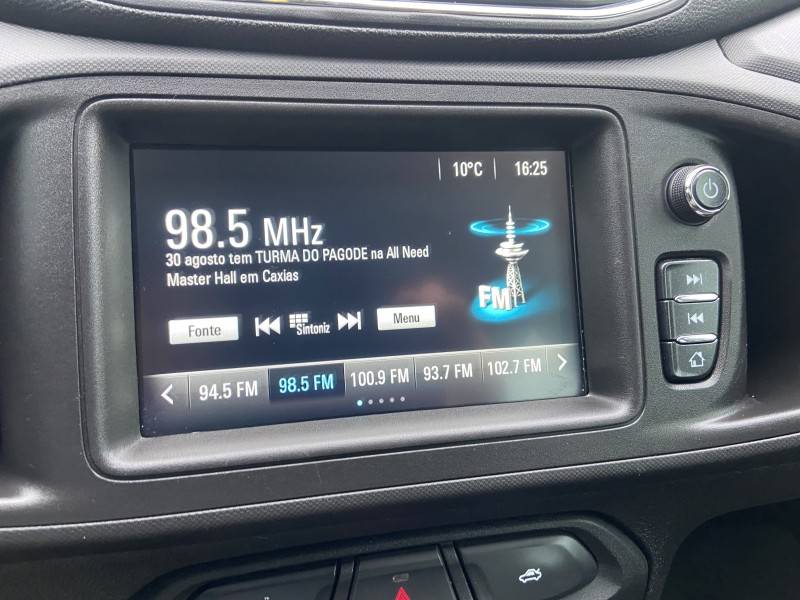 10°C 16:25
98.5 MHz
30 agosto tem TURMA DO PAGODE na All Need
Master Hall em Caxias
FM
Fonte Sintoniz Menu
94.5 FM 98.5 FM 100.9 FM 93.7 FM 102.7 FM